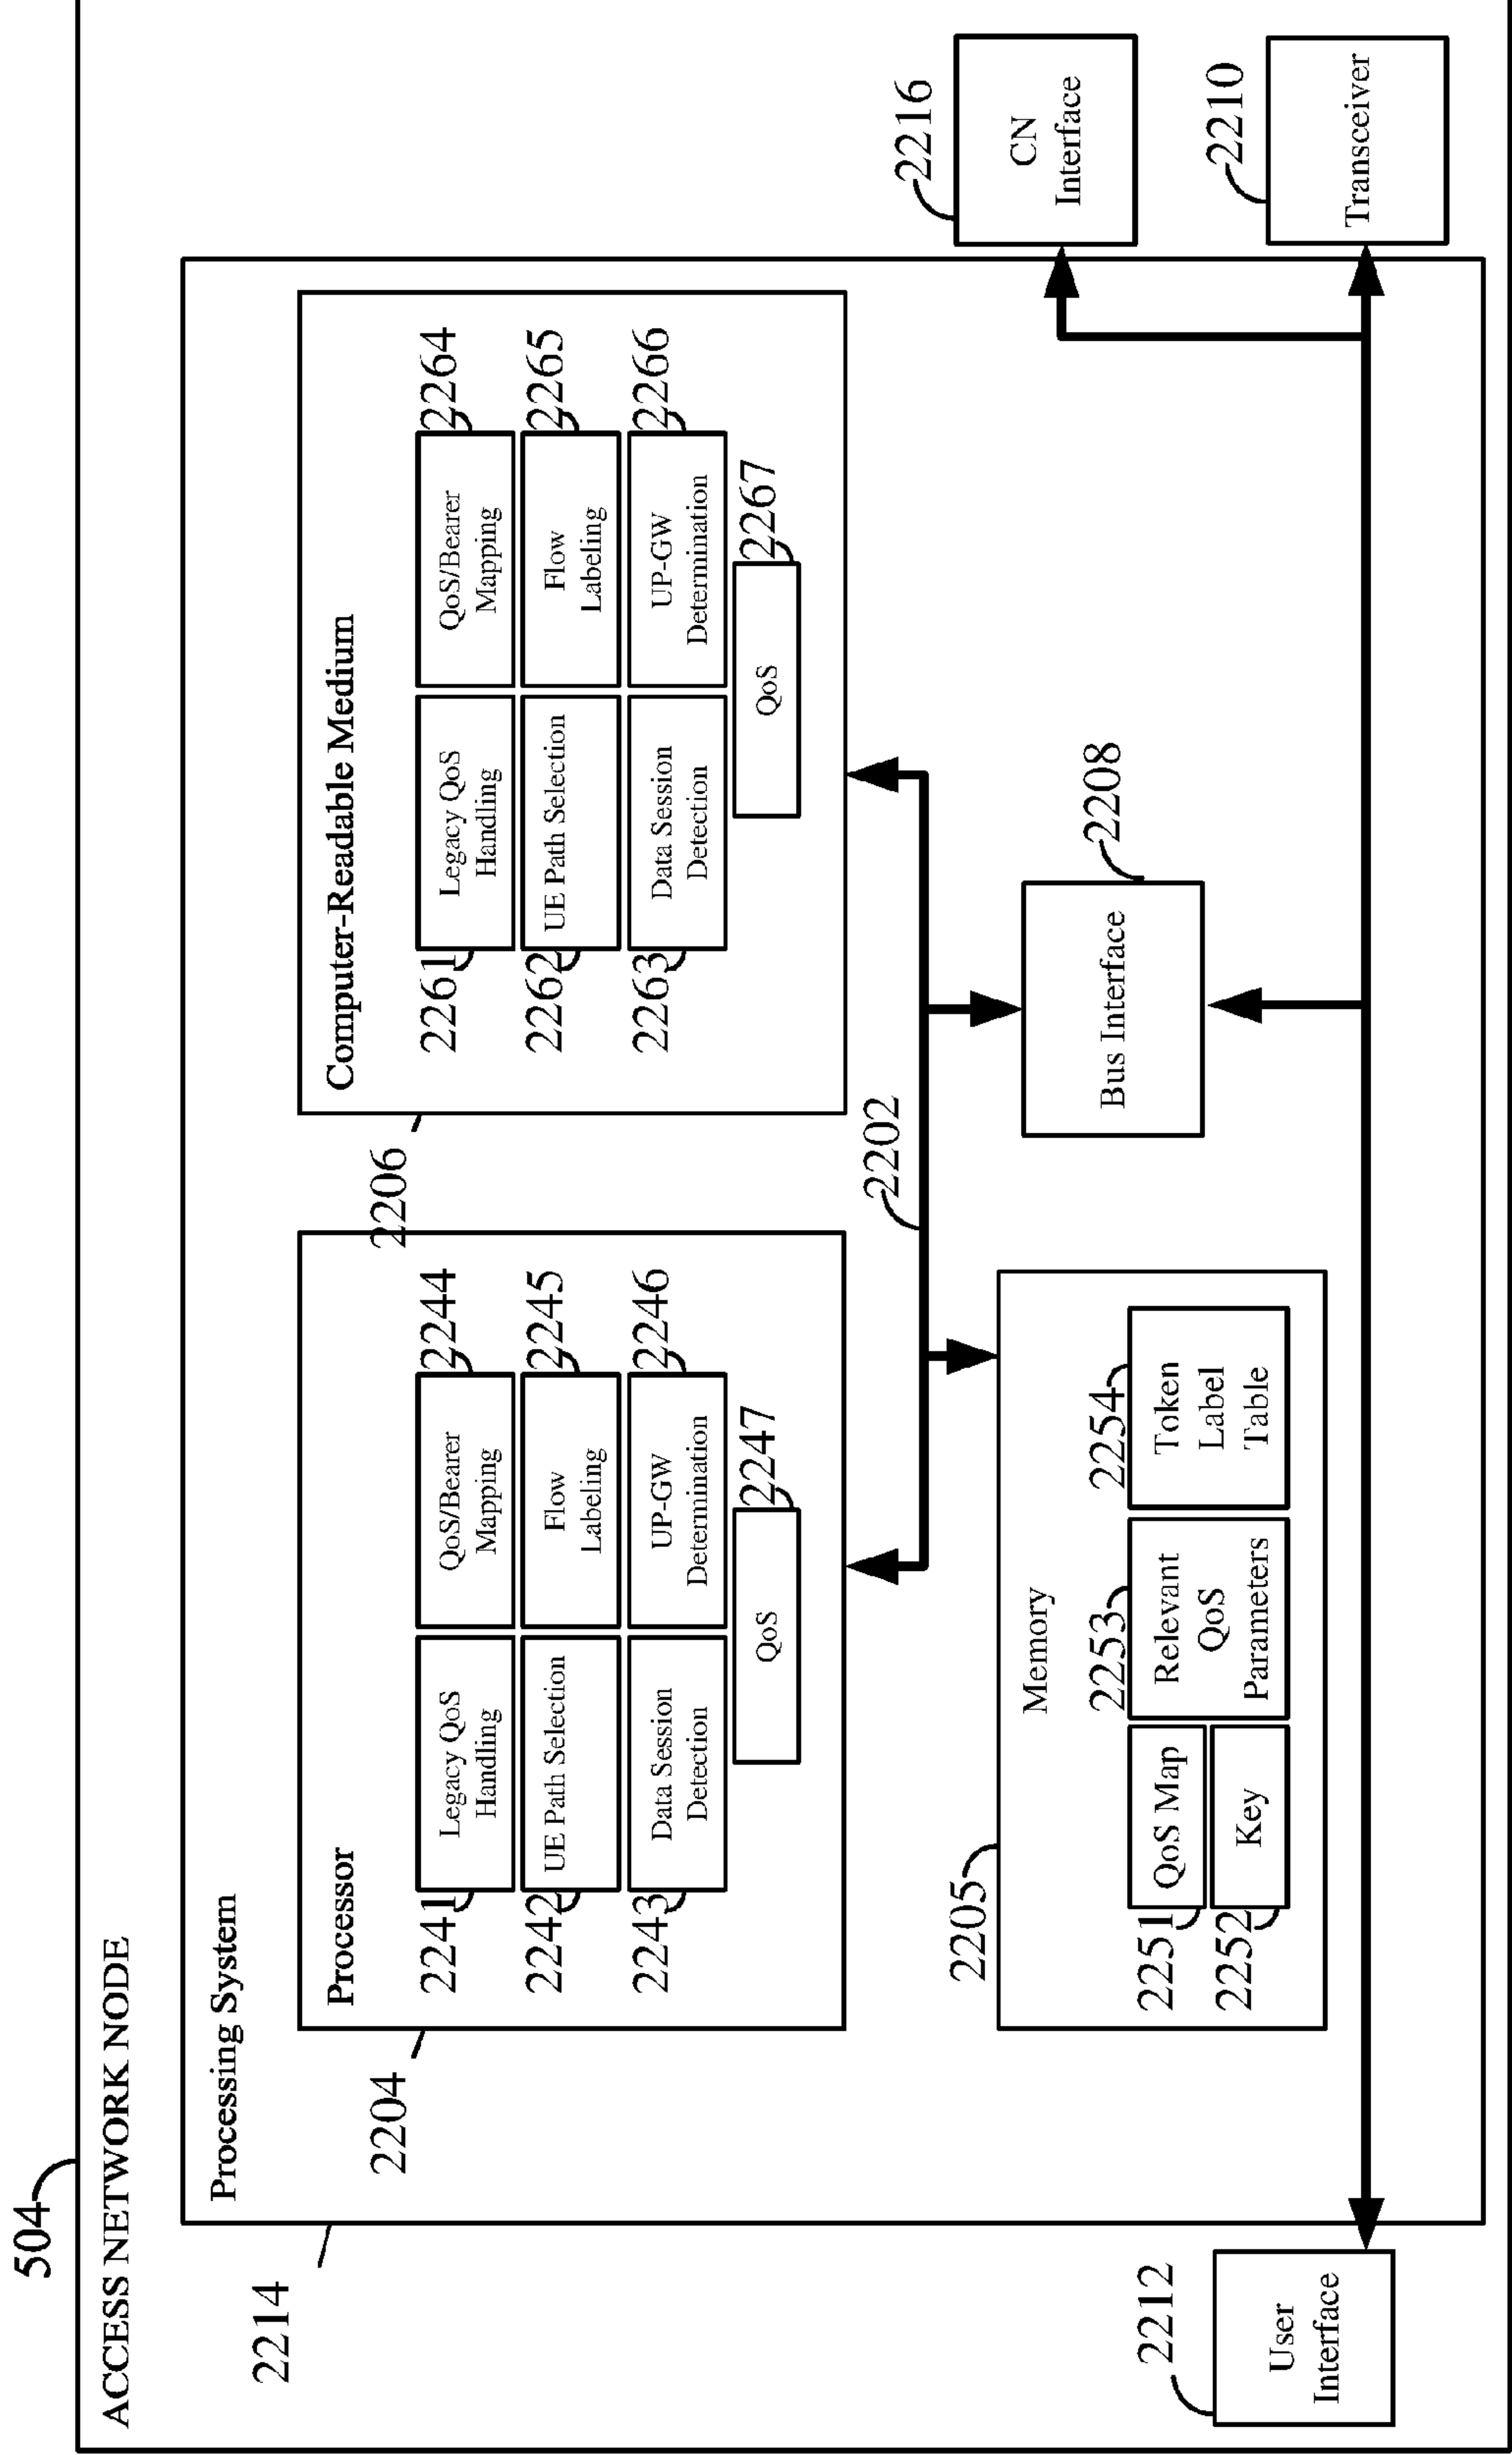 504
ACCESS NETWORK NODE
2214
Processing System
2204
Processor
2241
Legacy QoS
Handling
QoS/Bearer
Mapping
2244
2242
UE Path Selection
Flow
Labeling
2245
2243
Data Session
Detection
UP-GW
Determination
2246
QoS
2247
2206
Computer-Readable Medium
2261
Legacy QoS
Handling
QoS/Bearer
Mapping
2264
2262
UE Path Selection
Flow
Labeling
2265
2263
Data Session
Detection
UP-GW
Determination
2266
QoS
2267
2202
2205
Memory
2251
QoS Map
2252
Key
2253
Relevant
QoS
Parameters
2254
Token
Label
Table
2208
Bus Interface
2216
CN
Interface
2210
Transceiver
2212
User
Interface